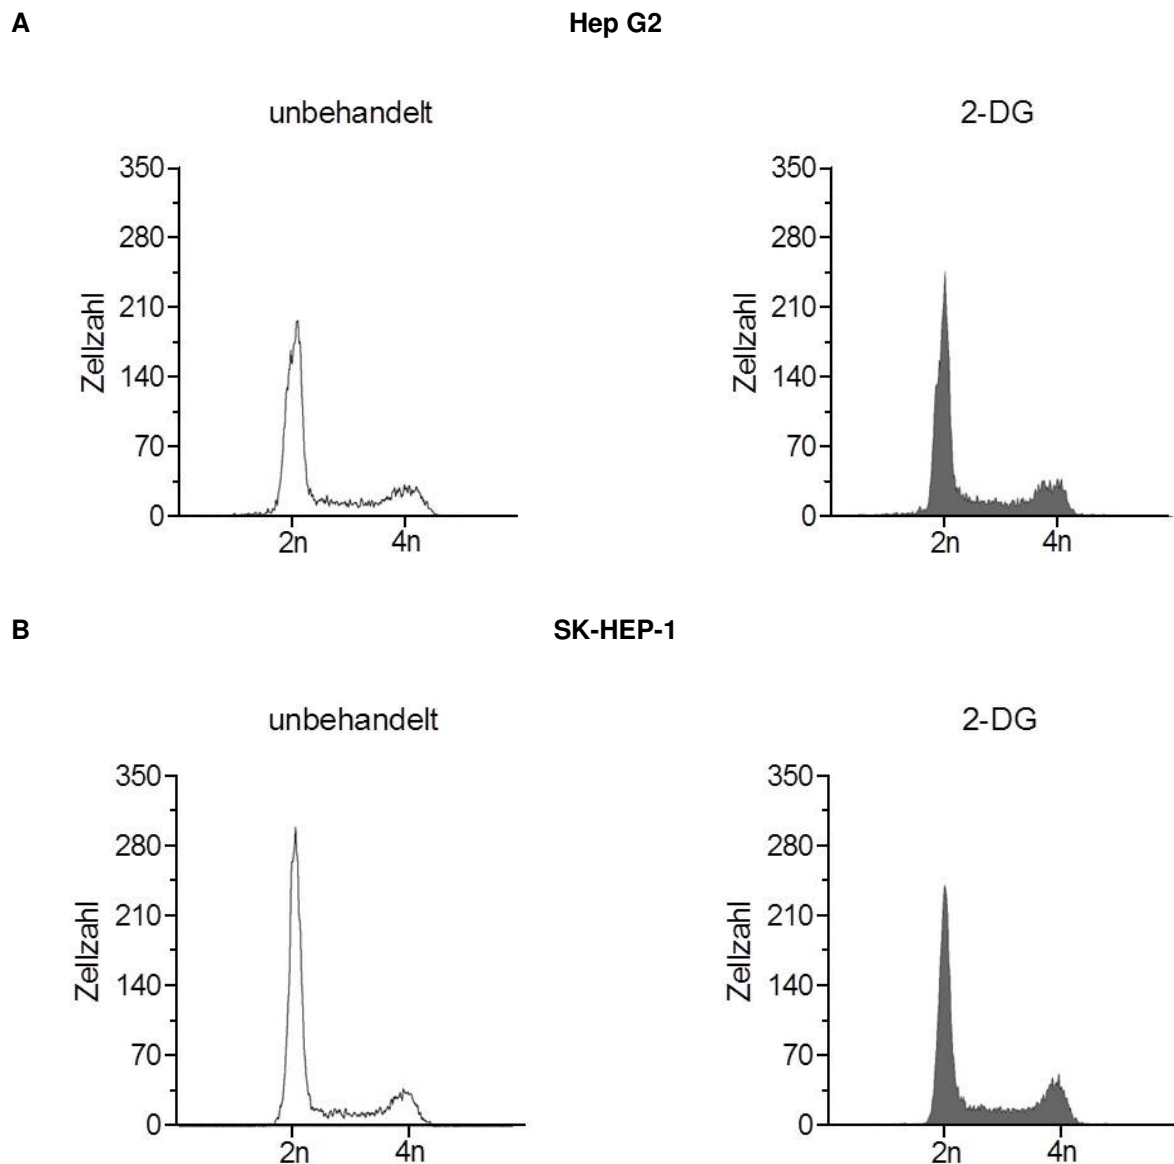 A Hep G2
unbehandelt 2-DG
350 350
280 280
210 210
140 140
70 70
0 0
Zellzahl Zellzahl
2n 4n 2n 4n
B SK-HEP-1
unbehandelt 2-DG
350 350
280 280
210 210
140 140
70 70
0 0
Zellzahl Zellzahl
2n 4n 2n 4n